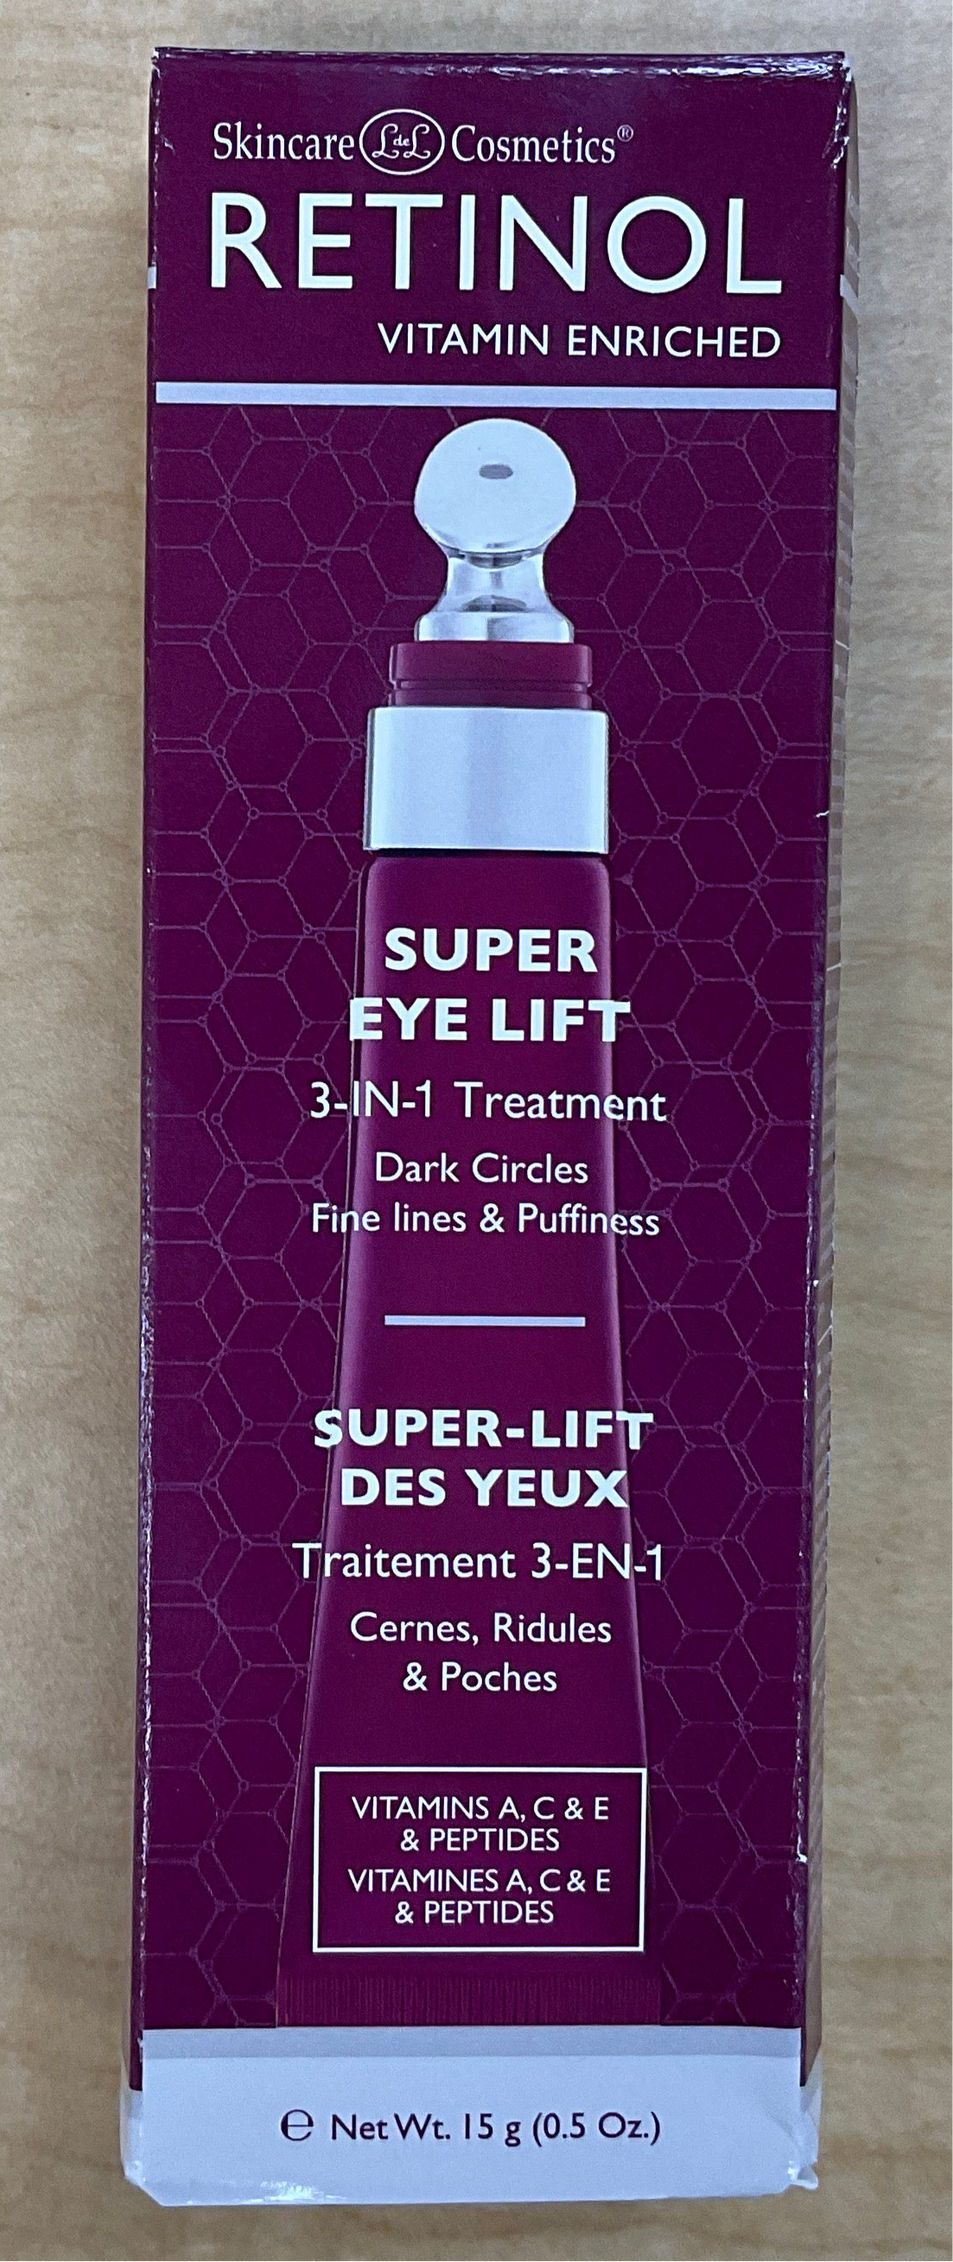 Skincare LdeL Cosmetics®
RETINOL
VITAMIN ENRICHED
SUPER
EYE LIFT
3-IN-1 Treatment
Dark Circles
Fine lines & Puffiness
SUPER-LIFT
DES YEUX
Traitement 3-EN-1
Cernes, Ridules
& Poches
VITAMINS A, C & E
& PEPTIDES
VITAMINES A, C & E
& PEPTIDES
℮ Net Wt. 15 g (0.5 Oz.)